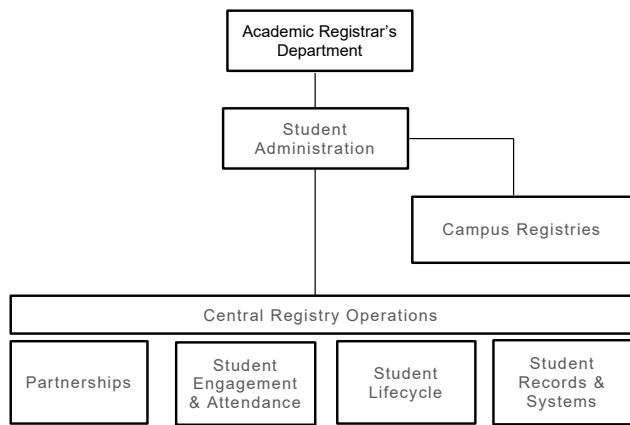 Academic Registrar’s
Department
Student
Administration
Campus Registries
Central Registry Operations
Partnerships
Student
Engagement
& Attendance
Student
Lifecycle
Student
Records &
Systems